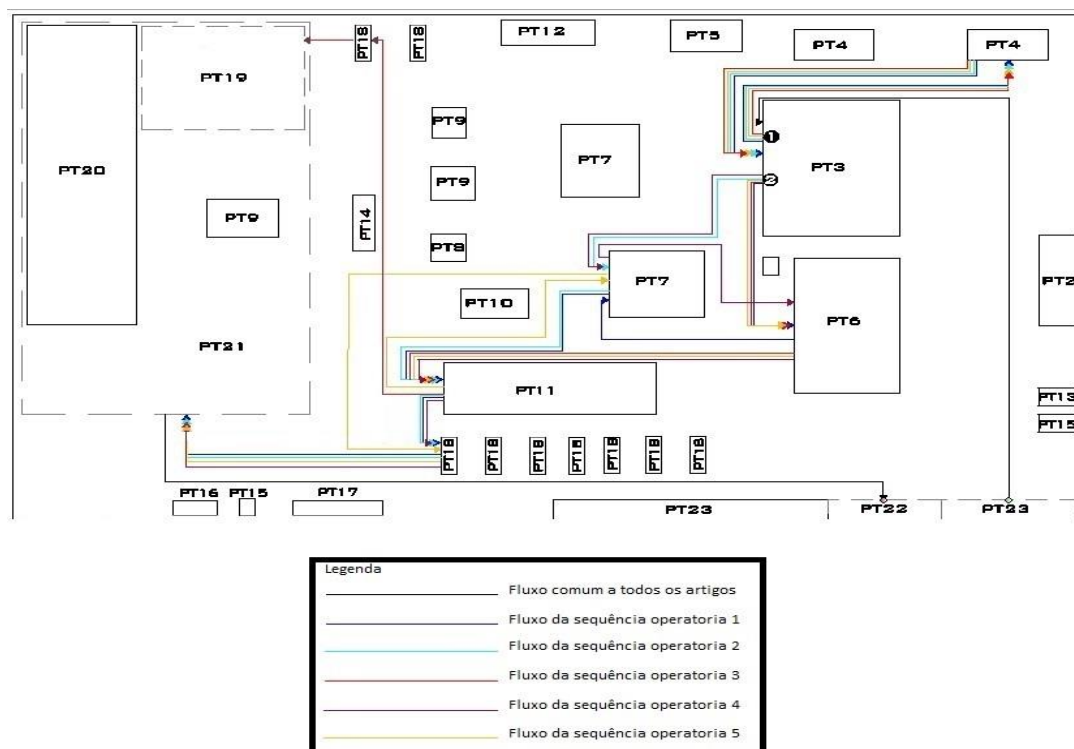 PT18
PT18
PT12
PT5
PT4
PT4
PT19
PT9
1
PT7
PT3
PT20
PT9
2
PT9
PT14
PT8
PT7
PT2
PT10
PT6
PT21
PT11
PT13
PT15
PT18
PT18
PT18
PT18
PT18
PT18
PT18
PT16
PT15
PT17
PT23
PT22
PT23
Legenda
Fluxo comum a todos os artigos
Fluxo da sequência operatoria 1
Fluxo da sequência operatoria 2
Fluxo da sequência operatoria 3
Fluxo da sequência operatoria 4
Fluxo da sequência operatoria 5